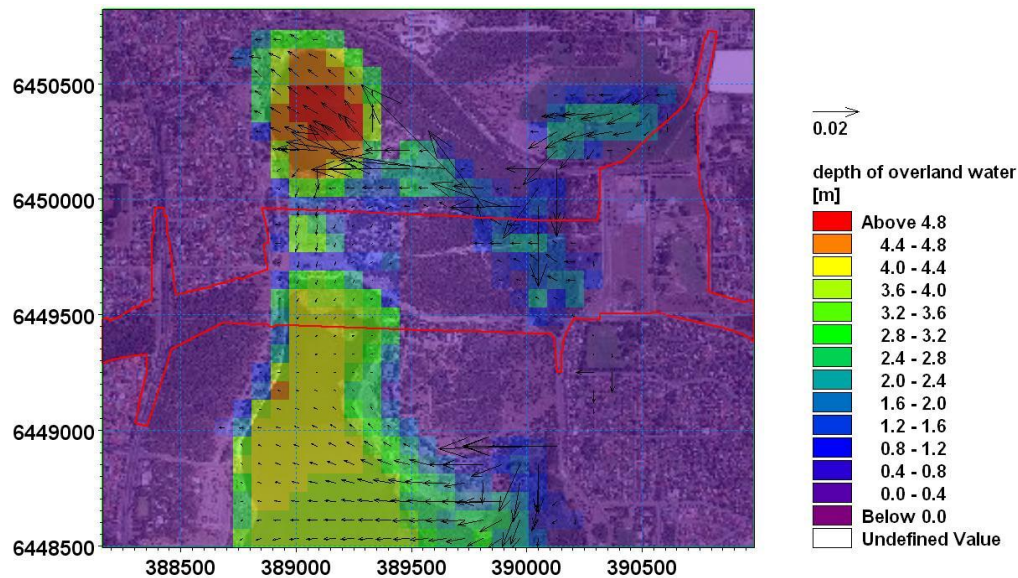 6450500
6450000
6449500
6449000
6448500
388500 389000 389500 390000 390500
0.02
depth of overland water
[m]
Above 4.8
4.4 - 4.8
4.0 - 4.4
3.6 - 4.0
3.2 - 3.6
2.8 - 3.2
2.4 - 2.8
2.0 - 2.4
1.6 - 2.0
1.2 - 1.6
0.8 - 1.2
0.4 - 0.8
0.0 - 0.4
Below 0.0
Undefined Value